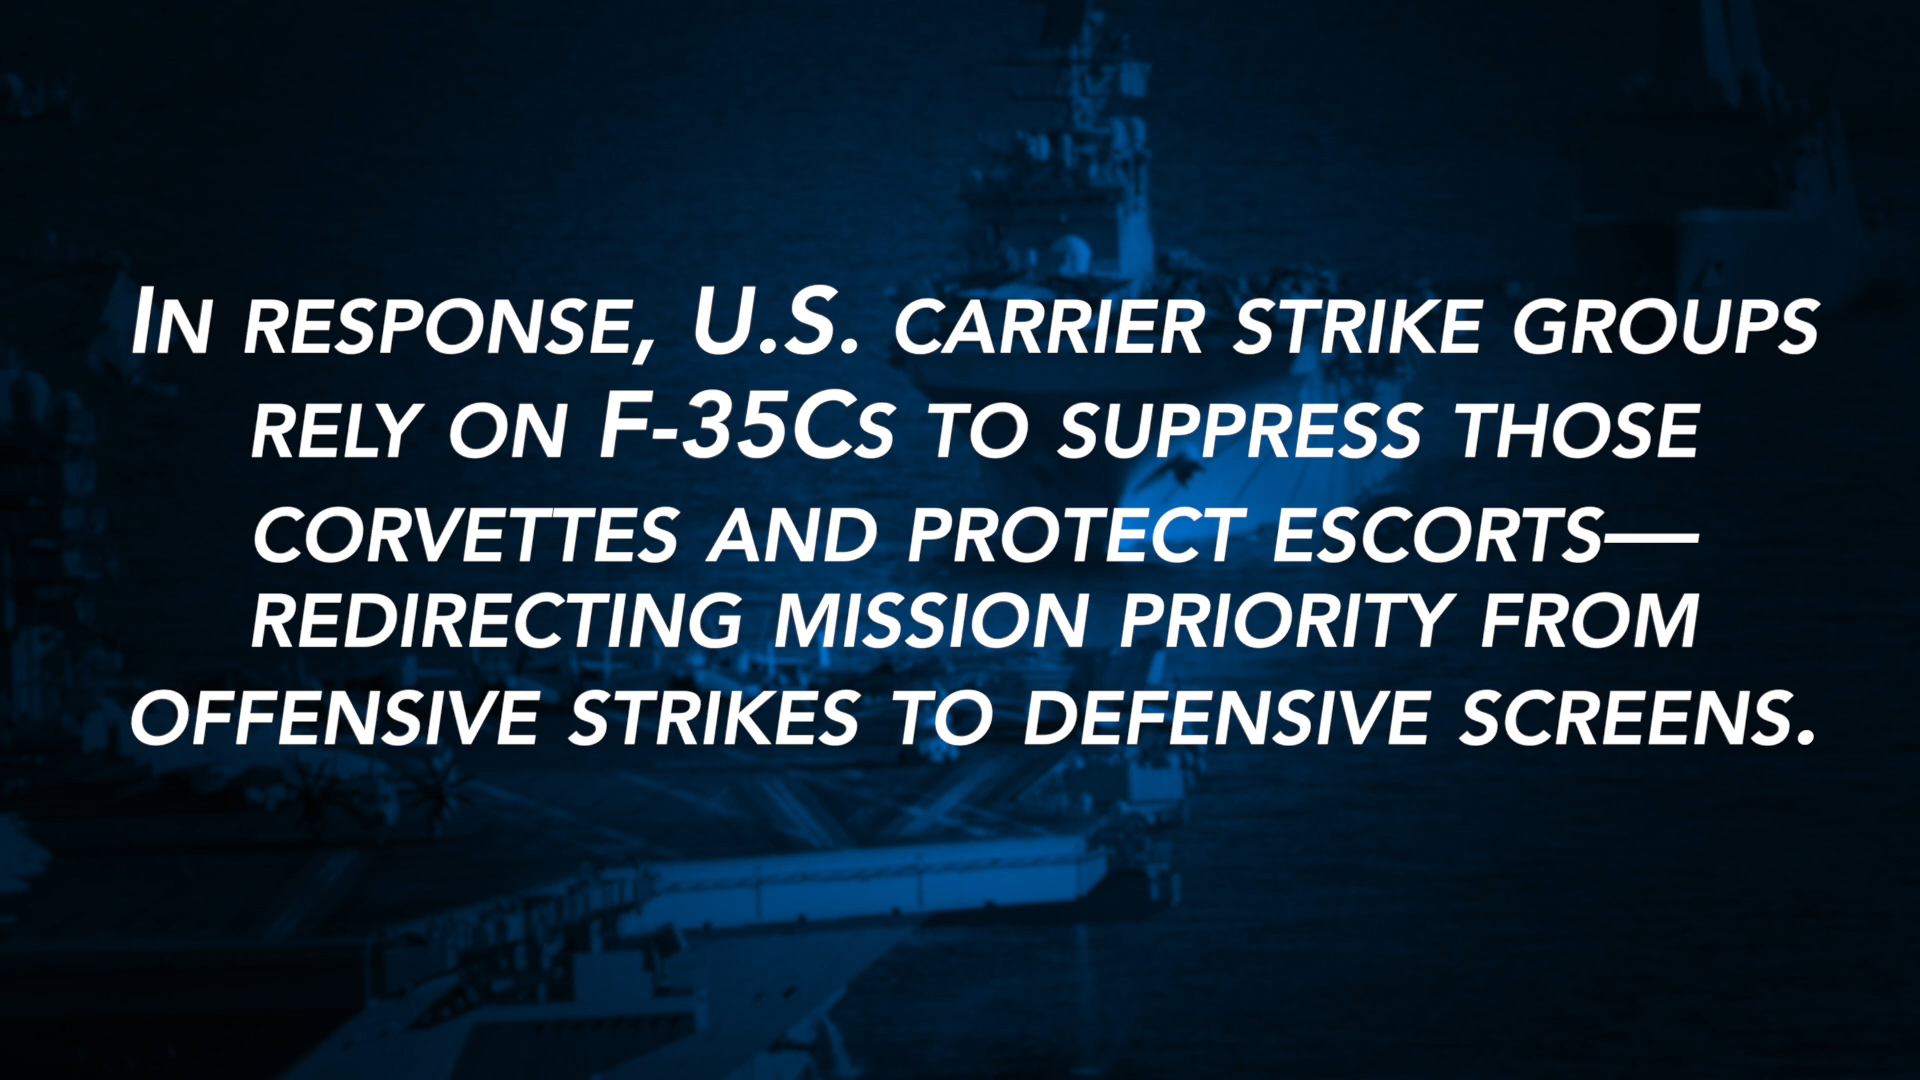 In response, U.S. carrier strike groups
rely on F-35Cs to suppress those
corvettes and protect escorts—
redirecting mission priority from
offensive strikes to defensive screens.